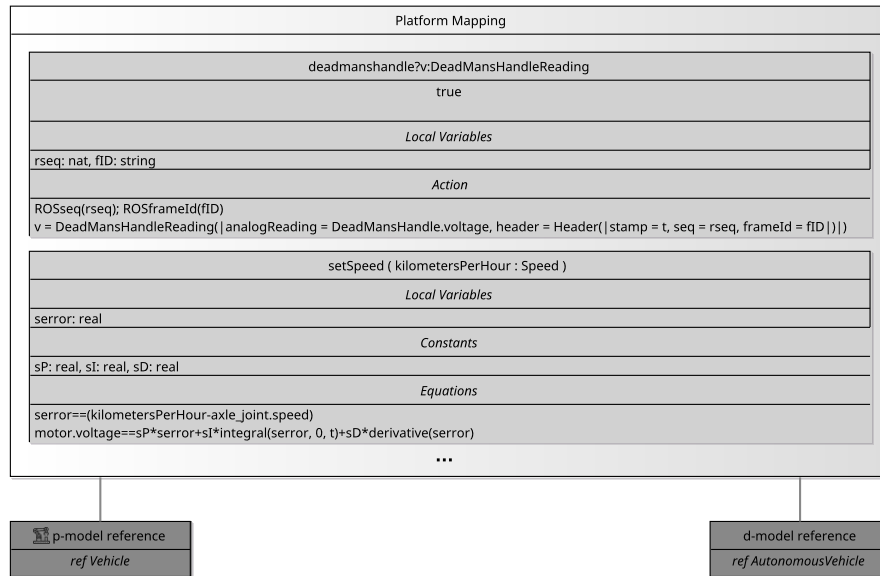 Platform Mapping
deadmanshandle?v:DeadMansHandleReading
true
Local Variables
rseq: nat, fID: string
Action
ROSseq(rseq); ROSframeId(fID)
v = DeadMansHandleReading(|analogReading = DeadMansHandle.voltage, header = Header(|stamp = t, seq = rseq, frameId = fID|)|)
setSpeed ( kilometersPerHour : Speed )
Local Variables
serror: real
Constants
sP: real, sI: real, sD: real
Equations
serror==(kilometersPerHour-axle_joint.speed)
motor.voltage==sP*serror+sI*integral(serror, 0, t)+sD*derivative(serror)
...
p-model reference
ref Vehicle
d-model reference
ref AutonomousVehicle